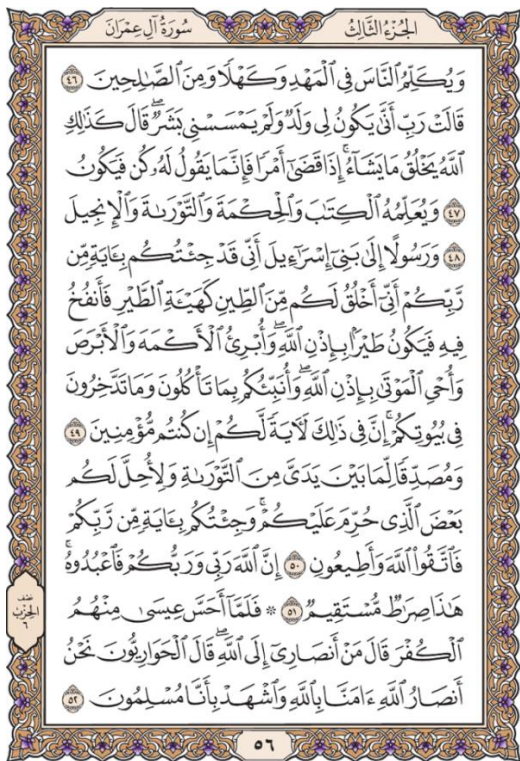 الجزء الثالث
سورة آل عمران
وَيُكَلِّمُ ٱلنَّاسَ فِي ٱلْمَهْدِ وَكَهْلًا وَمِنَ ٱلصَّٰلِحِينَ ٤٦
قَالَتْ رَبِّ أَنَّىٰ يَكُونُ لِي وَلَدٌ وَلَمْ يَمْسَسْنِي بَشَرٌۖ قَالَ كَذَٰلِكِ
ٱللَّهُ يَخْلُقُ مَا يَشَآءُۚ إِذَا قَضَىٰٓ أَمْرًا فَإِنَّمَا يَقُولُ لَهُۥ كُن فَيَكُونُ
٤٧ وَيُعَلِّمُهُ ٱلْكِتَٰبَ وَٱلْحِكْمَةَ وَٱلتَّوْرَىٰةَ وَٱلْإِنجِيلَ
٤٨ وَرَسُولًا إِلَىٰ بَنِيٓ إِسْرَٰٓءِيلَ أَنِّي قَدْ جِئْتُكُم بِـَٔايَةٍ مِّن
رَّبِّكُمْ أَنِّيٓ أَخْلُقُ لَكُم مِّنَ ٱلطِّينِ كَهَيْـَٔةِ ٱلطَّيْرِ فَأَنفُخُ
فِيهِ فَيَكُونُ طَيْرًۢا بِإِذْنِ ٱللَّهِۖ وَأُبْرِئُ ٱلْأَكْمَهَ وَٱلْأَبْرَصَ
وَأُحْيِ ٱلْمَوْتَىٰ بِإِذْنِ ٱللَّهِۖ وَأُنَبِّئُكُم بِمَا تَأْكُلُونَ وَمَا تَدَّخِرُونَ
فِي بُيُوتِكُمْۚ إِنَّ فِي ذَٰلِكَ لَـَٔايَةً لَّكُمْ إِن كُنتُم مُّؤْمِنِينَ ٤٩
وَمُصَدِّقًا لِّمَا بَيْنَ يَدَيَّ مِنَ ٱلتَّوْرَىٰةِ وَلِأُحِلَّ لَكُم
بَعْضَ ٱلَّذِي حُرِّمَ عَلَيْكُمْۚ وَجِئْتُكُم بِـَٔايَةٍ مِّن رَّبِّكُمْ
فَٱتَّقُوا۟ ٱللَّهَ وَأَطِيعُونِ ٥٠ إِنَّ ٱللَّهَ رَبِّي وَرَبُّكُمْ فَٱعْبُدُوهُۚ
هَٰذَا صِرَٰطٌ مُّسْتَقِيمٌ ٥١ ۞ فَلَمَّآ أَحَسَّ عِيسَىٰ مِنْهُمُ
ٱلْكُفْرَ قَالَ مَنْ أَنصَارِيٓ إِلَى ٱللَّهِۖ قَالَ ٱلْحَوَارِيُّونَ نَحْنُ
أَنصَارُ ٱللَّهِ ءَامَنَّا بِٱللَّهِ وَٱشْهَدْ بِأَنَّا مُسْلِمُونَ ٥٢
نصف
الحزب
٥٦